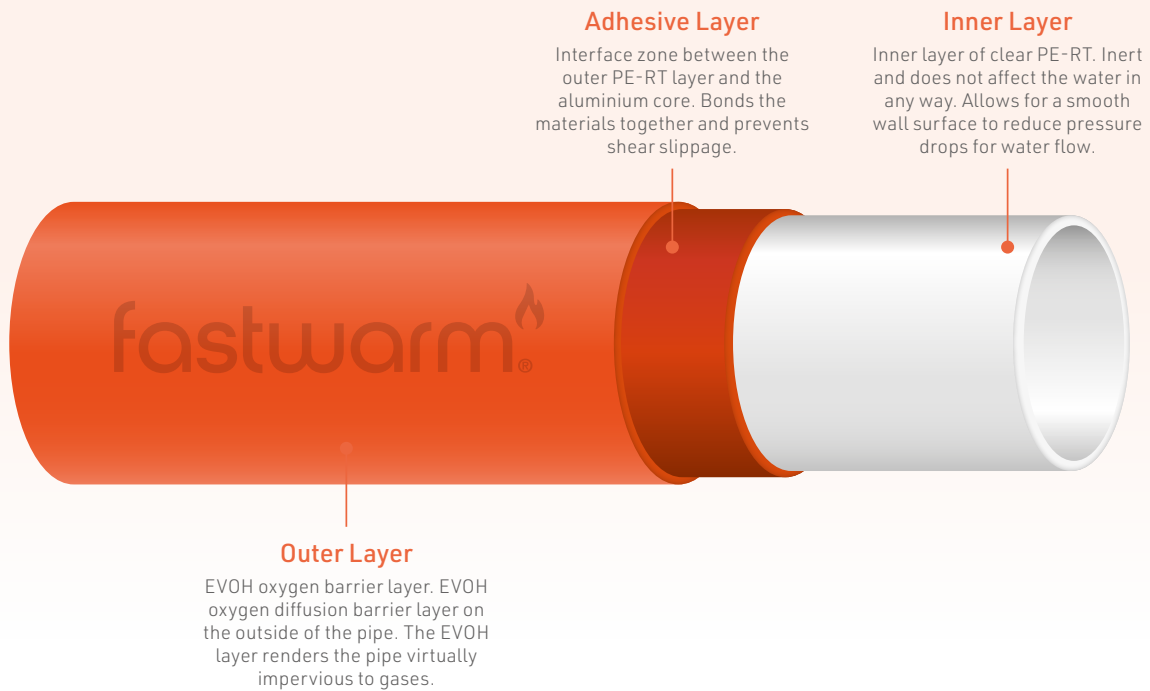 Adhesive Layer
Interface zone between the
outer PE-RT layer and the
aluminium core. Bonds the
materials together and prevents
shear slippage.
Inner Layer
Inner layer of clear PE-RT. Inert
and does not affect the water in
any way. Allows for a smooth
wall surface to reduce pressure
drops for water flow.
fastwarm®
Outer Layer
EVOH oxygen barrier layer. EVOH
oxygen diffusion barrier layer on
the outside of the pipe. The EVOH
layer renders the pipe virtually
impervious to gases.